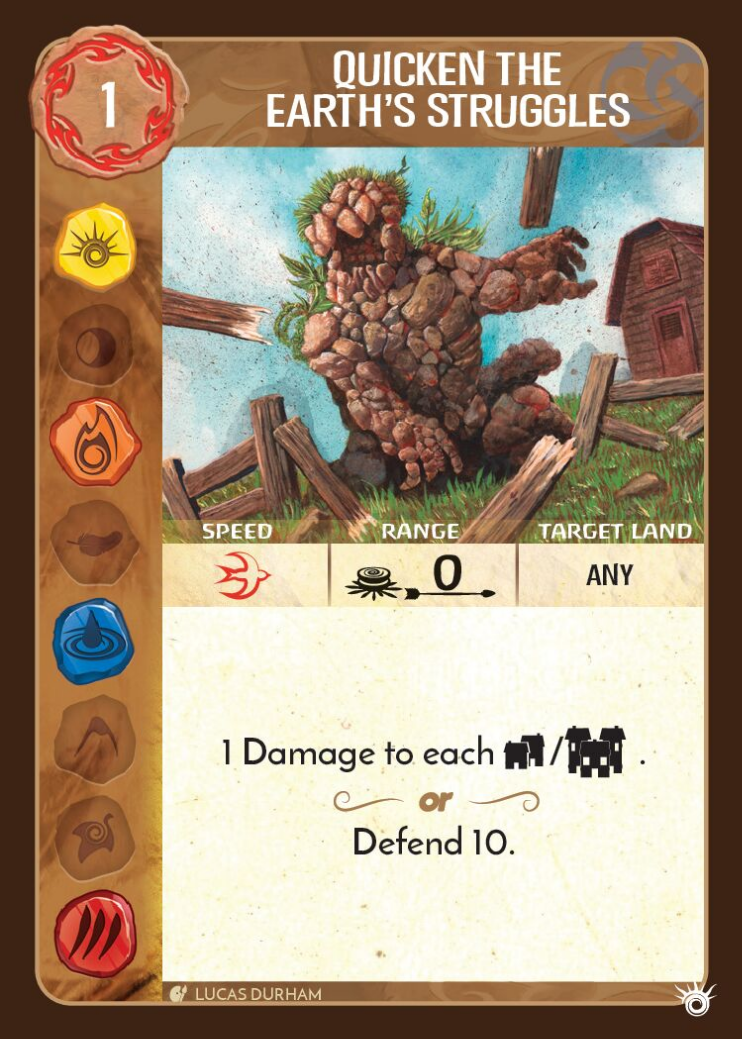 1
QUICKEN THE
EARTH'S STRUGGLES
SPEED RANGE TARGET LAND
0 ANY
1 Damage to each / .
or
Defend 10.
LUCAS DURHAM